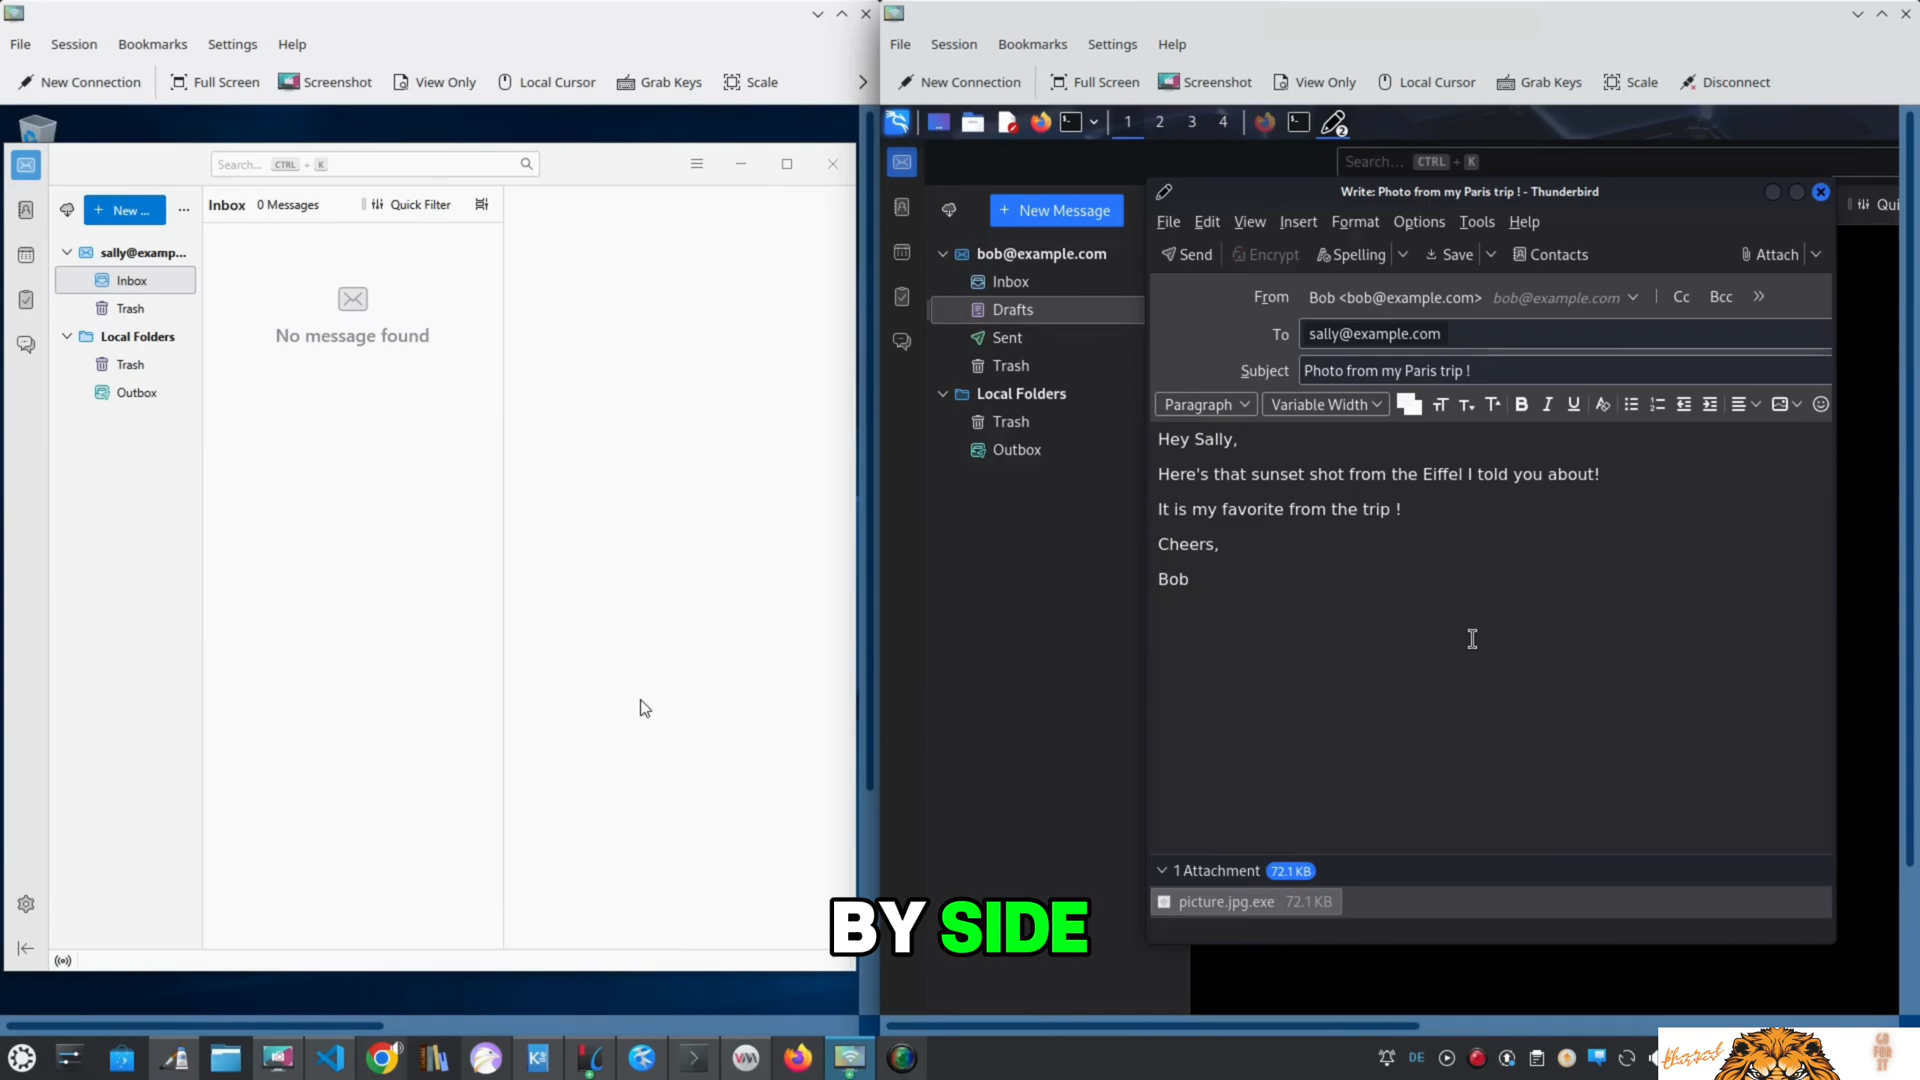 File Session Bookmarks Settings Help
New Connection Full Screen Screenshot View Only Local Cursor Grab Keys Scale
Search... CTRL + K
+ New ...
Inbox 0 Messages Quick Filter
sally@examp...
Inbox
Trash
Local Folders
Trash
Outbox
No message found
File Session Bookmarks Settings Help
New Connection Full Screen Screenshot View Only Local Cursor Grab Keys Scale Disconnect
1 2 3 4
2
Search... CTRL + K
+ New Message
Qui
bob@example.com
Inbox
Drafts
Sent
Trash
Local Folders
Trash
Outbox
Write: Photo from my Paris trip ! - Thunderbird
File Edit View Insert Format Options Tools Help
Send Encrypt Spelling Save Contacts Attach
From Bob <bob@example.com> bob@example.com Cc Bcc
To sally@example.com
Subject Photo from my Paris trip !
Paragraph Variable Width B I U
Hey Sally,
Here's that sunset shot from the Eiffel I told you about!
It is my favorite from the trip !
Cheers,
Bob
1 Attachment 72.1 KB
picture.jpg.exe 72.1 KB
BY SIDE
DE
GO
FOR
IT